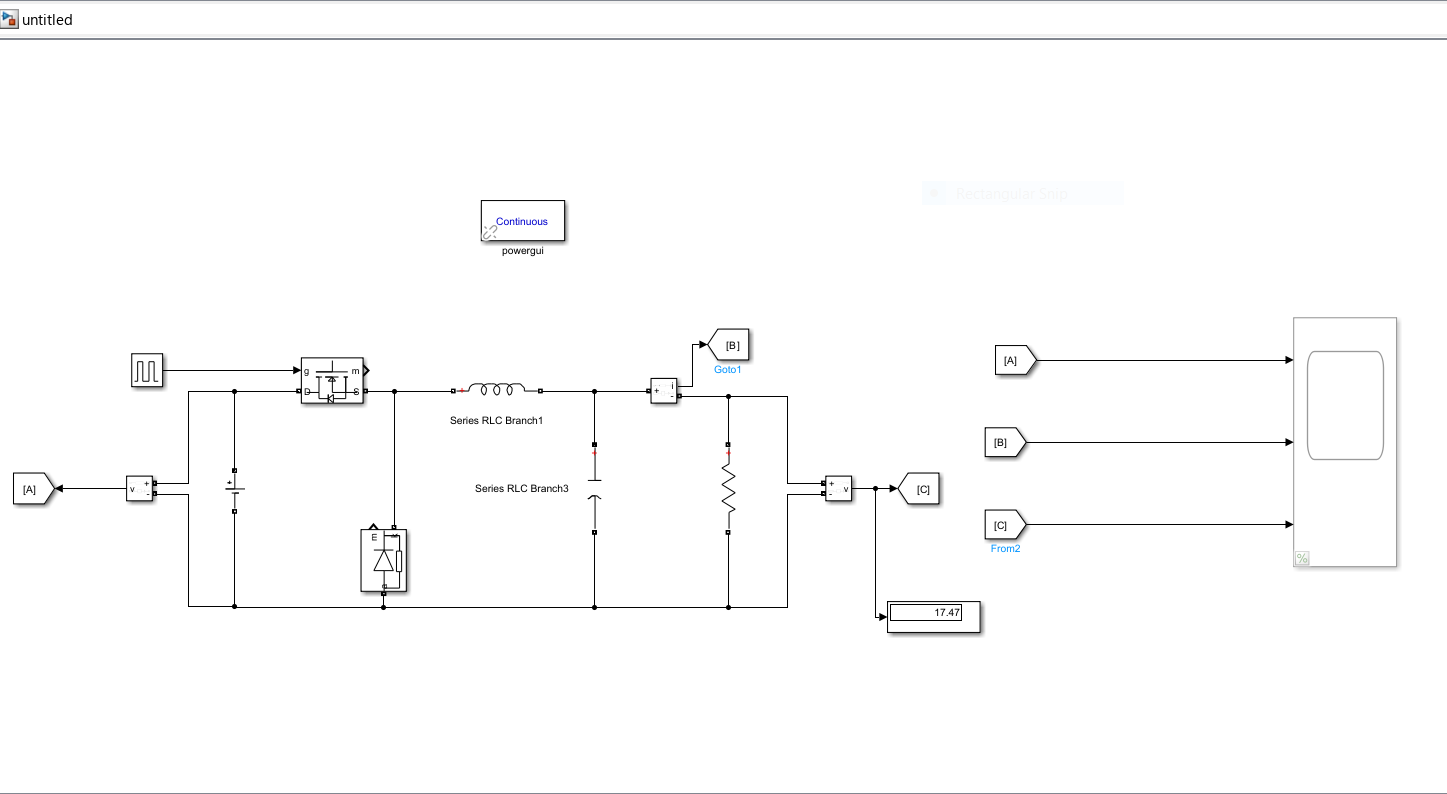 untitled
Rectangular Snip
Continuous
powergui
[B]
Goto1
g
m
D
S
i
+
-
Series RLC Branch1
[A]
v
+
-
+
Series RLC Branch3
+
-
v
[C]
m
17.47
[A]
[B]
[C]
From2
%